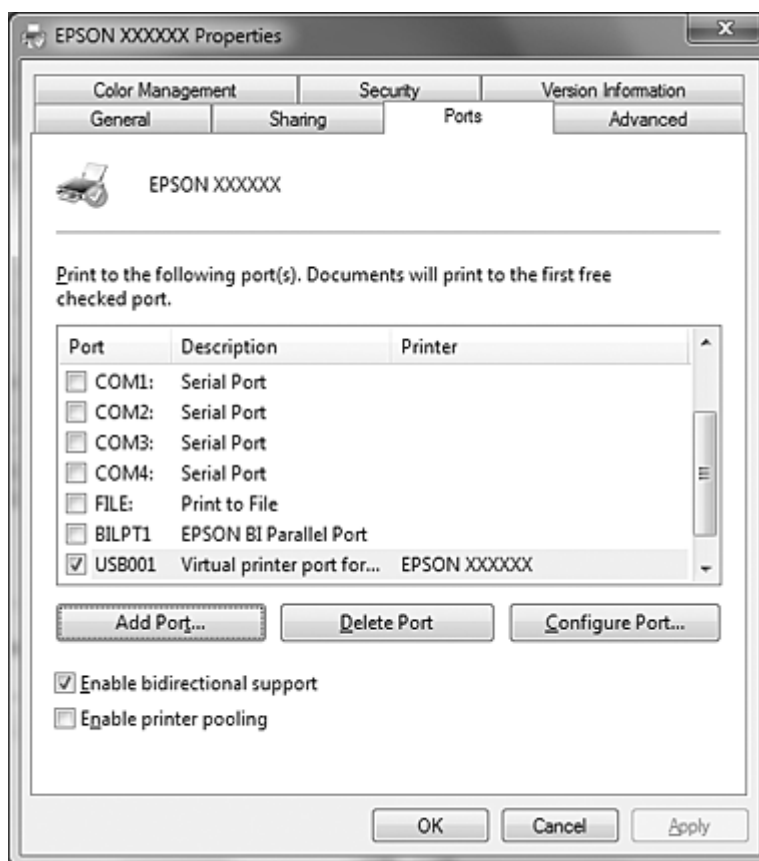 EPSON XXXXXX Properties
Color Management Security Version Information
General Sharing Ports Advanced
EPSON XXXXXX
Print to the following port(s). Documents will print to the first free
checked port.
Port Description Printer
COM1: Serial Port
COM2: Serial Port
COM3: Serial Port
COM4: Serial Port
FILE: Print to File
BILPT1 EPSON BI Parallel Port
USB001 Virtual printer port for... EPSON XXXXXX
Add Port... Delete Port Configure Port...
Enable bidirectional support
Enable printer pooling
OK Cancel Apply